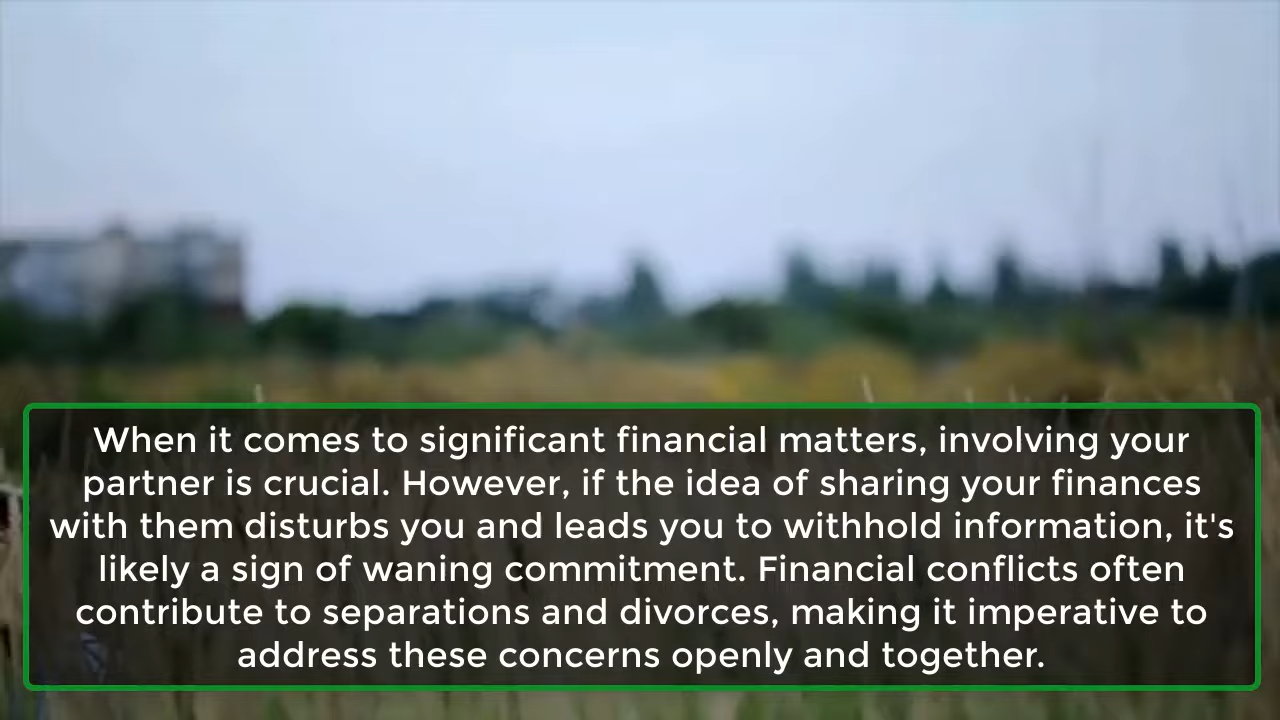 When it comes to significant financial matters, involving your
partner is crucial. However, if the idea of sharing your finances
with them disturbs you and leads you to withhold information, it's
likely a sign of waning commitment. Financial conflicts often
contribute to separations and divorces, making it imperative to
address these concerns openly and together.